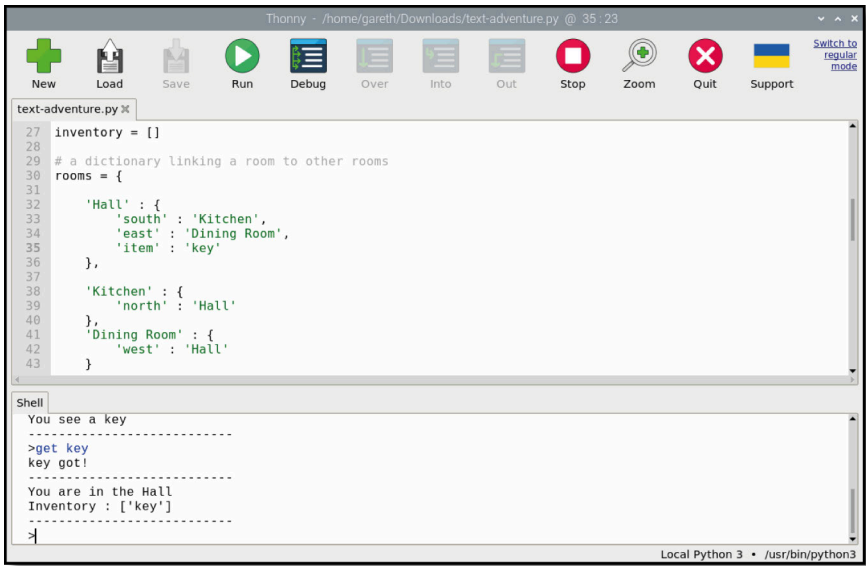 Thonny - /home/gareth/Downloads/text-adventure.py @ 35:23
Switch to
regular
mode
New Load Save Run Debug Over Into Out Stop Zoom Quit Support
text-adventure.py
27 inventory = []
28
29 # a dictionary linking a room to other rooms
30 rooms = {
31
32     'Hall' : {
33         'south' : 'Kitchen',
34         'east' : 'Dining Room',
35         'item' : 'key'
36     },
37
38     'Kitchen' : {
39         'north' : 'Hall'
40     },
41     'Dining Room' : {
42         'west' : 'Hall'
43     }
Shell
You see a key
---------------------------
>get key
key got!
---------------------------
You are in the Hall
Inventory : ['key']
---------------------------
>
Local Python 3 • /usr/bin/python3